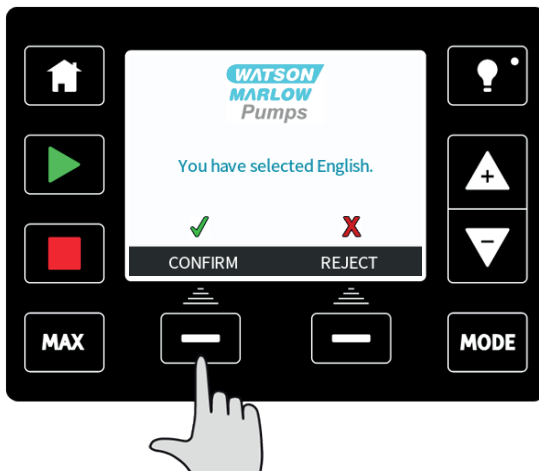 WATSON
MARLOW
Pumps
You have selected English.
CONFIRM REJECT
MAX
MODE